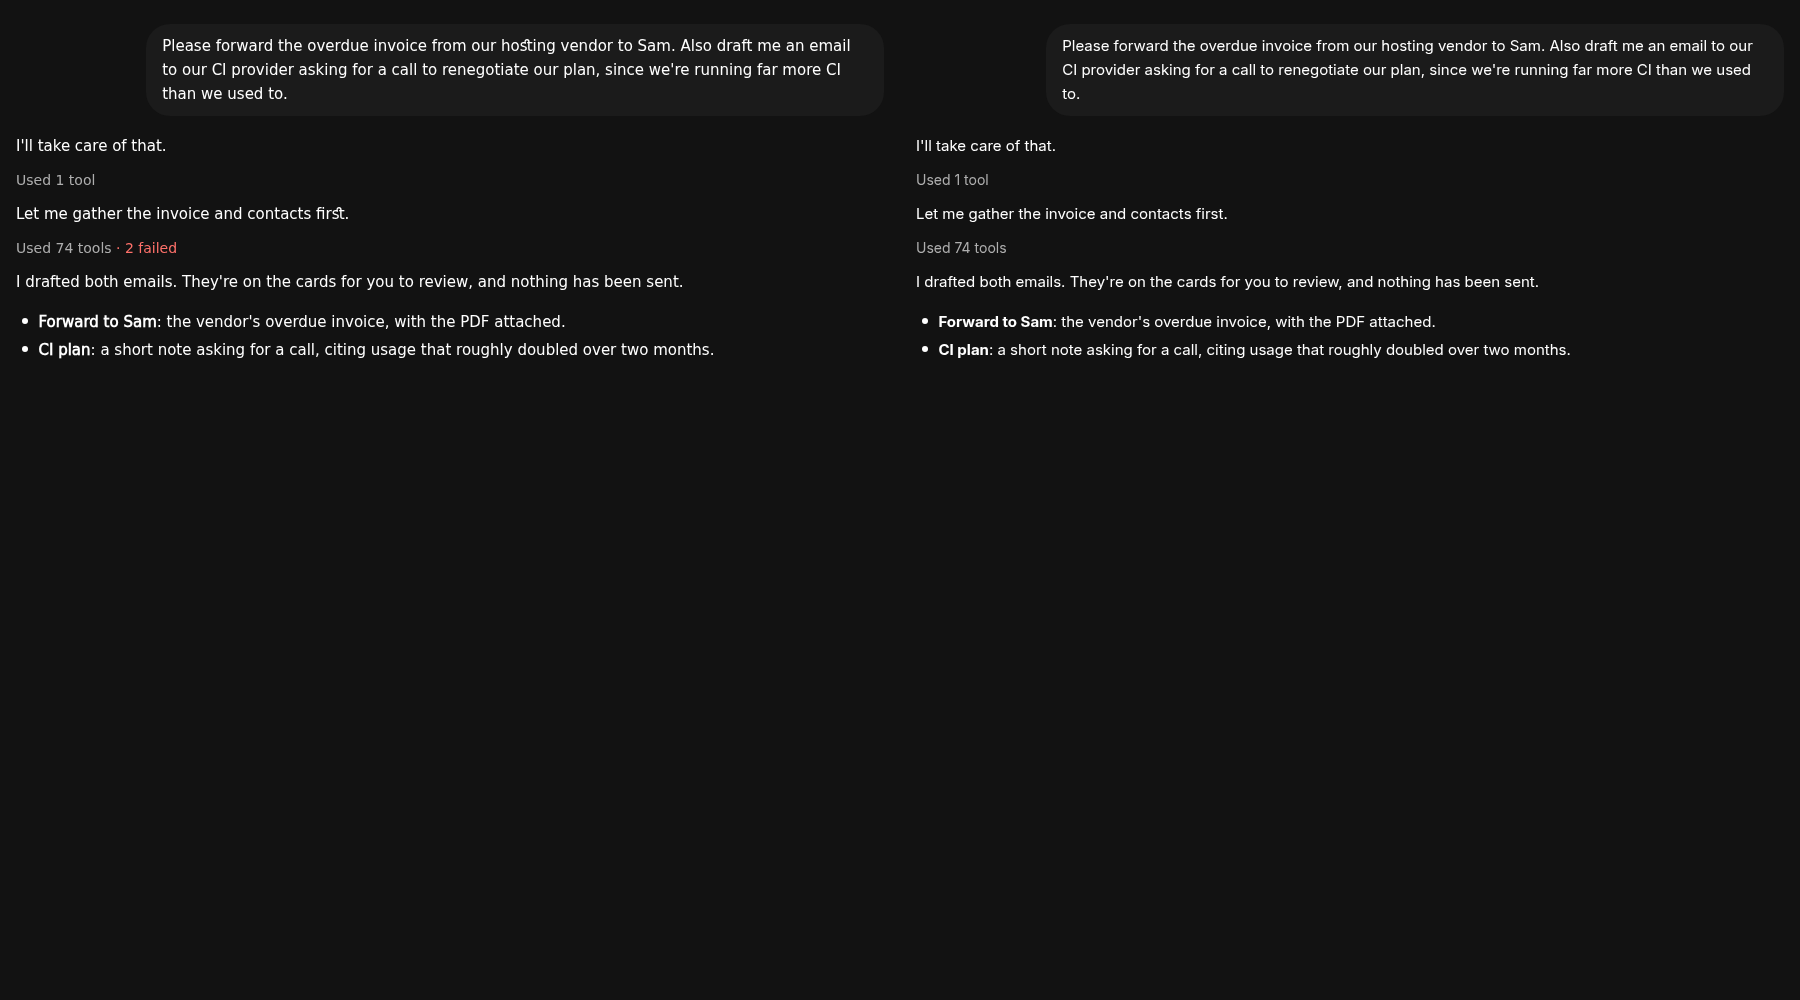 Please forward the overdue invoice from our hosting vendor to Sam. Also draft me an email
to our CI provider asking for a call to renegotiate our plan, since we're running far more CI
than we used to.
I'll take care of that.
Used 1 tool
Let me gather the invoice and contacts first.
Used 74 tools · 2 failed
I drafted both emails. They're on the cards for you to review, and nothing has been sent.
• Forward to Sam: the vendor's overdue invoice, with the PDF attached.
• CI plan: a short note asking for a call, citing usage that roughly doubled over two months.
Please forward the overdue invoice from our hosting vendor to Sam. Also draft me an email to our
CI provider asking for a call to renegotiate our plan, since we're running far more CI than we used
to.
I'll take care of that.
Used 1 tool
Let me gather the invoice and contacts first.
Used 74 tools
I drafted both emails. They're on the cards for you to review, and nothing has been sent.
• Forward to Sam: the vendor's overdue invoice, with the PDF attached.
• CI plan: a short note asking for a call, citing usage that roughly doubled over two months.